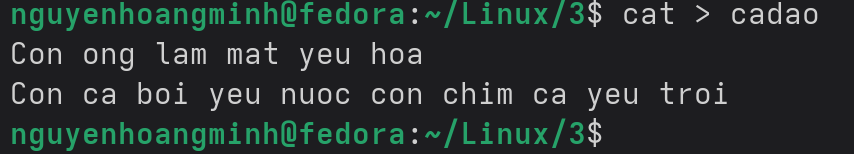 nguyenhoangminh@fedora:~/Linux/3$ cat > cadao
Con ong lam mat yeu hoa
Con ca boi yeu nuoc con chim ca yeu troi
nguyenhoangminh@fedora:~/Linux/3$